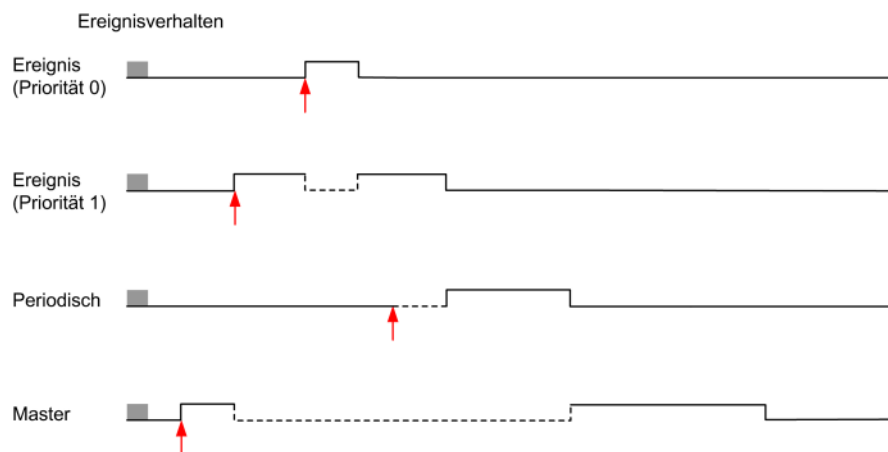 Ereignisverhalten
Ereignis
(Priorität 0)
Ereignis
(Priorität 1)
Periodisch
Master